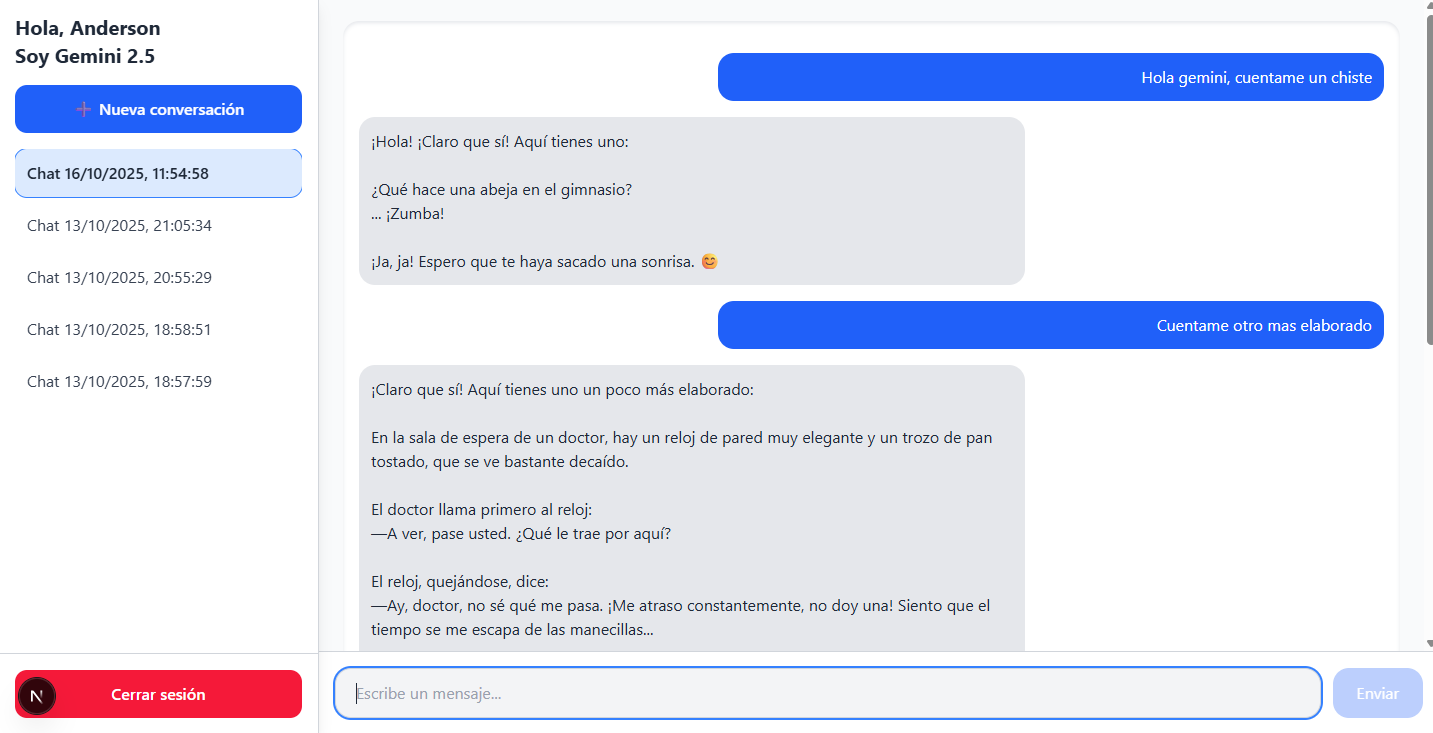 Hola, Anderson
Soy Gemini 2.5
➕ Nueva conversación
Chat 16/10/2025, 11:54:58
Chat 13/10/2025, 21:05:34
Chat 13/10/2025, 20:55:29
Chat 13/10/2025, 18:58:51
Chat 13/10/2025, 18:57:59
N
Cerrar sesión
Hola gemini, cuentame un chiste
¡Hola! ¡Claro que sí! Aquí tienes uno:
¿Qué hace una abeja en el gimnasio?
... ¡Zumba!
¡Ja, ja! Espero que te haya sacado una sonrisa. 😊
Cuentame otro mas elaborado
¡Claro que sí! Aquí tienes uno un poco más elaborado:
En la sala de espera de un doctor, hay un reloj de pared muy elegante y un trozo de pan
tostado, que se ve bastante decaído.
El doctor llama primero al reloj:
—A ver, pase usted. ¿Qué le trae por aquí?
El reloj, quejándose, dice:
—Ay, doctor, no sé qué me pasa. ¡Me atraso constantemente, no doy una! Siento que el
tiempo se me escapa de las manecillas...
Escribe un mensaje...
Enviar